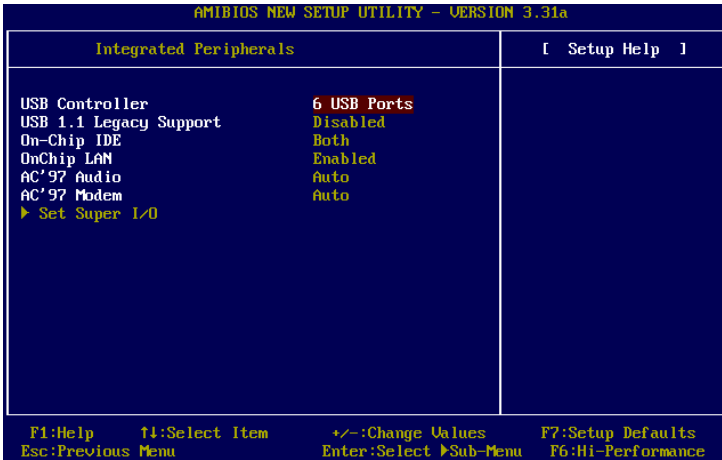 AMIBIOS NEW SETUP UTILITY - VERSION 3.31a
Integrated Peripherals
[ Setup Help ]
USB Controller 6 USB Ports
USB 1.1 Legacy Support Disabled
On-Chip IDE Both
OnChip LAN Enabled
AC'97 Audio Auto
AC'97 Modem Auto
▶ Set Super I/O
F1:Help ↑↓:Select Item +/-:Change Values F7:Setup Defaults
Esc:Previous Menu Enter:Select ▶Sub-Menu F6:Hi-Performance